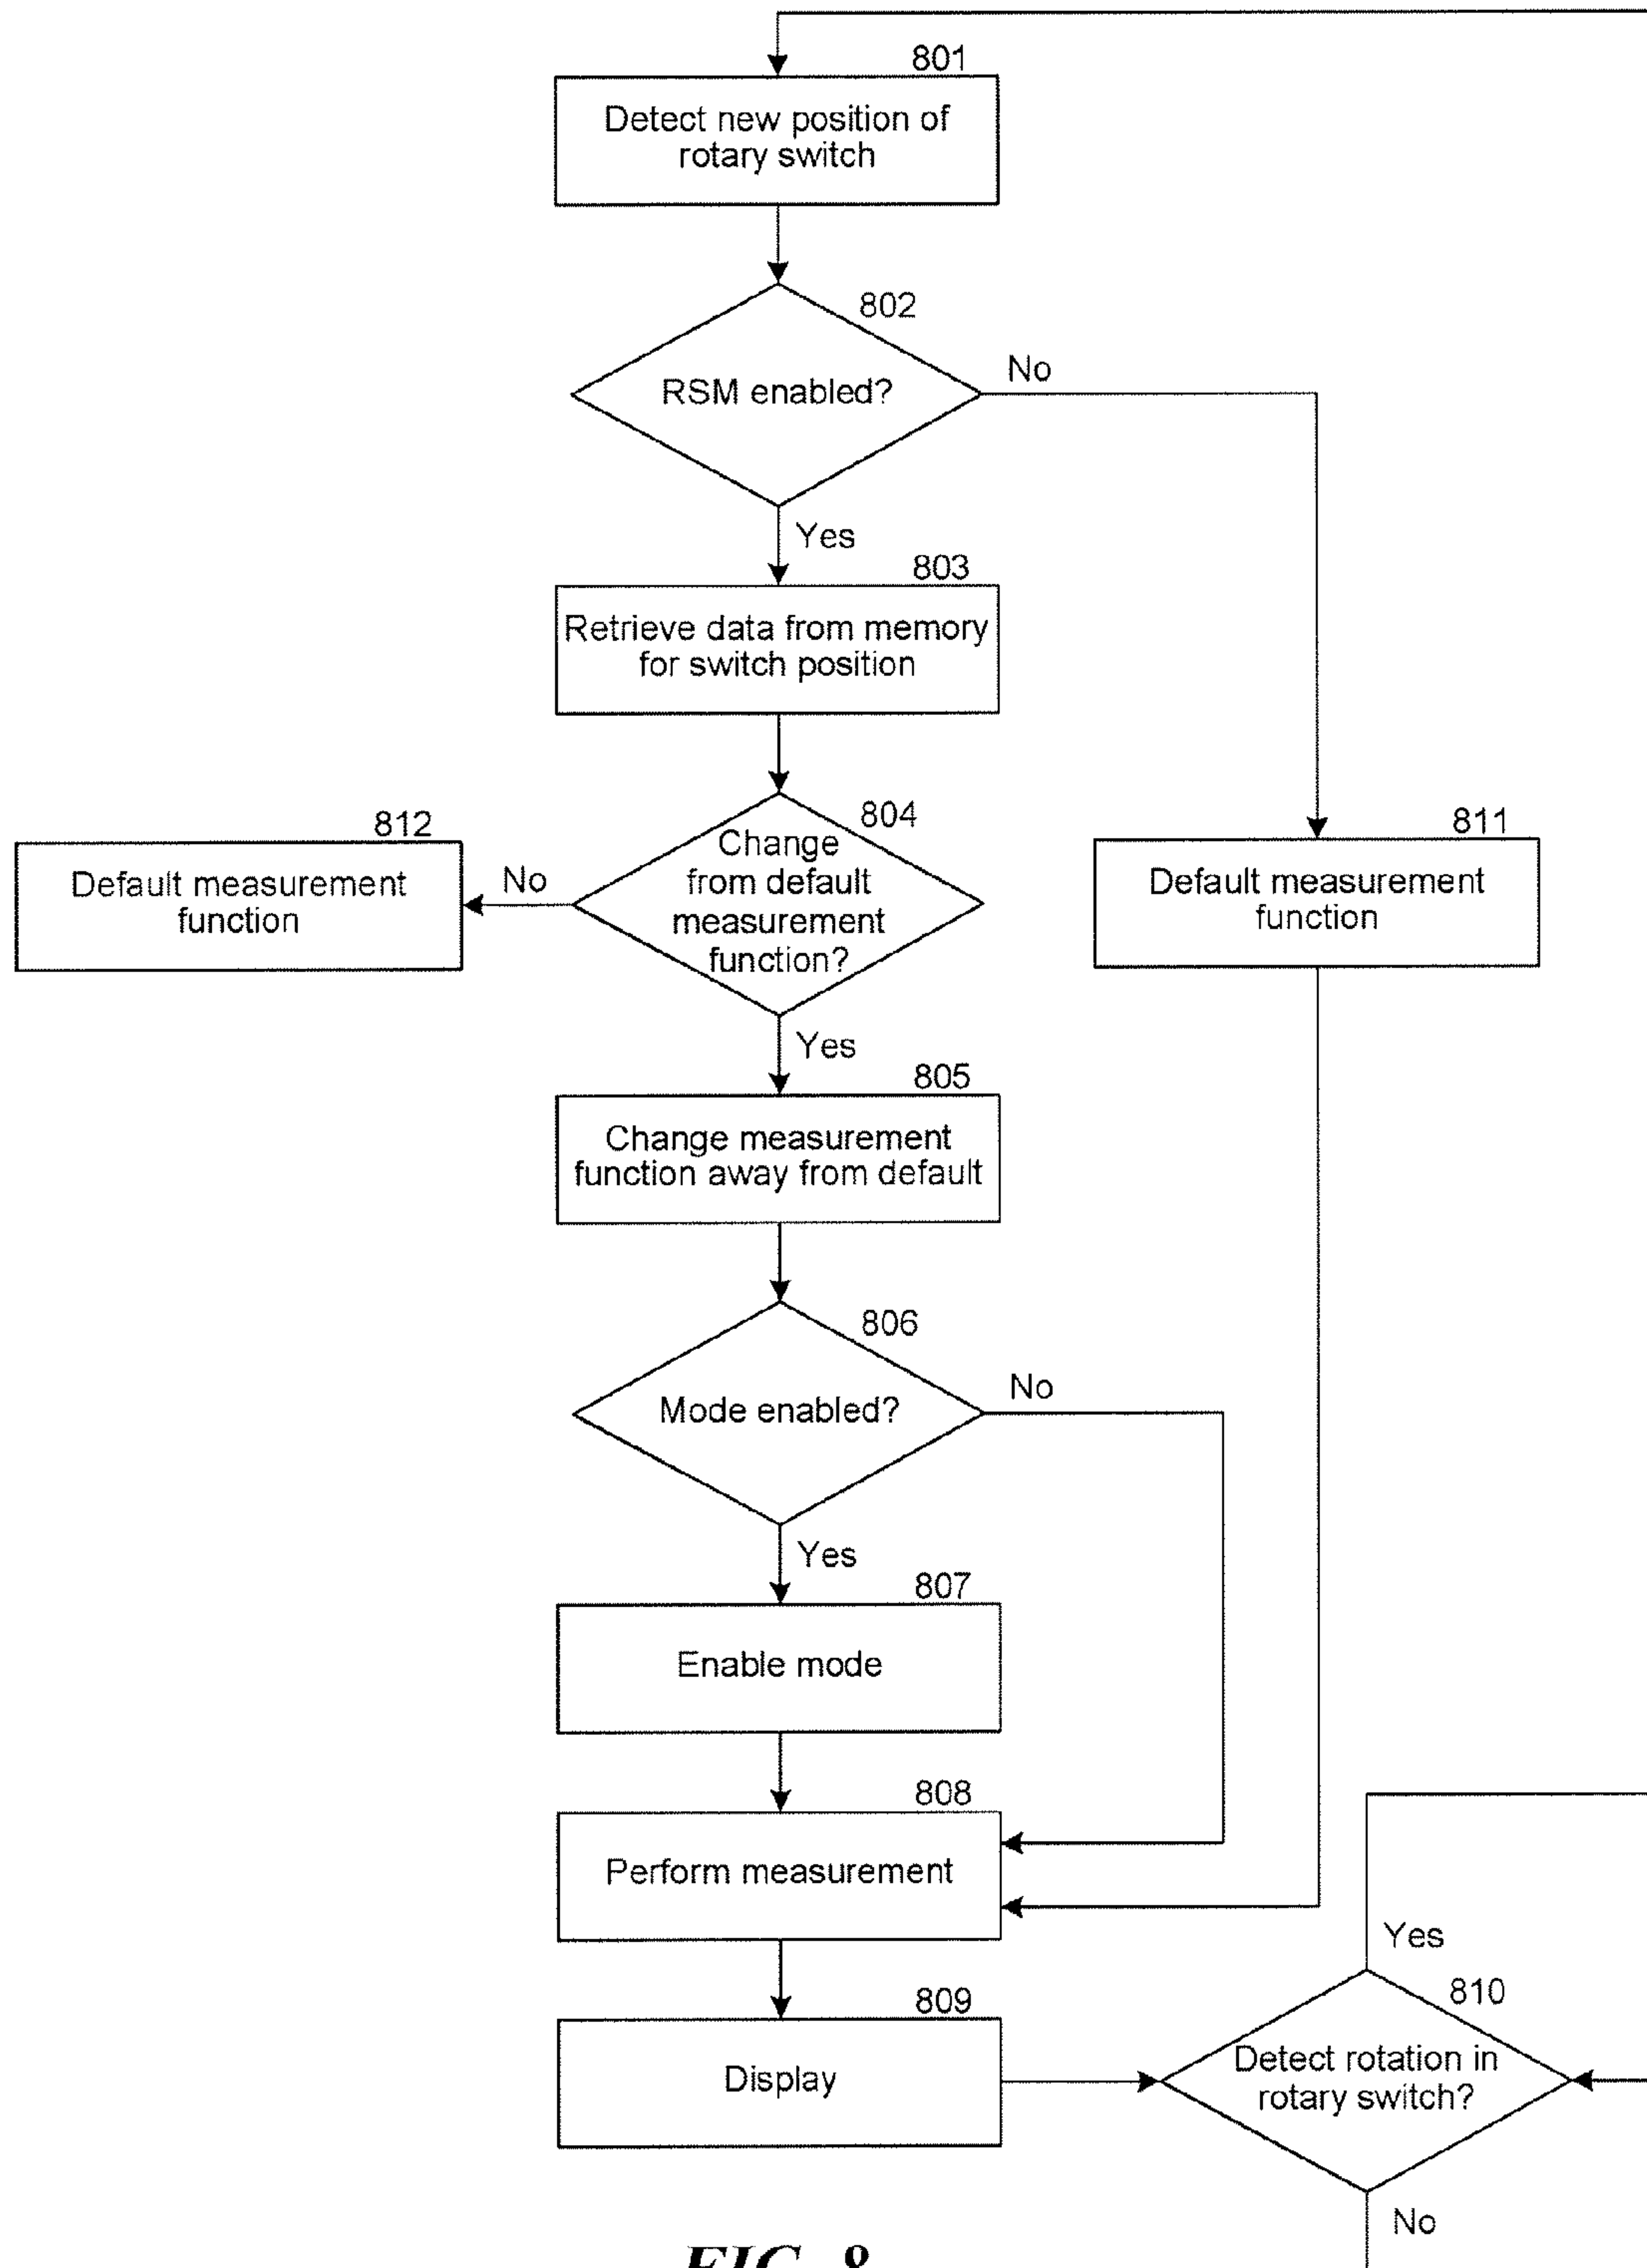 801
Detect new position of
rotary switch
802
RSM enabled?
No
Yes
803
Retrieve data from memory
for switch position
804
Change
from default
measurement
function?
No
812
Default measurement
function
811
Default measurement
function
Yes
805
Change measurement
function away from default
806
Mode enabled?
No
Yes
807
Enable mode
808
Perform measurement
809
Display
Yes
810
Detect rotation in
rotary switch?
No
FIG. 8